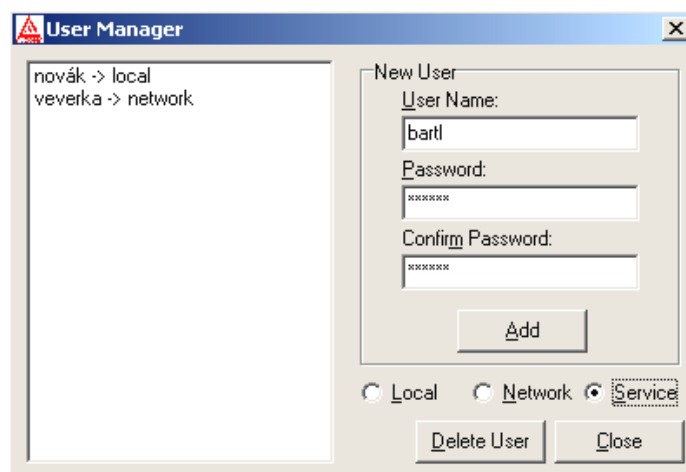 User Manager
novák -> local
veverka -> network
New User
User Name:
bartl
Password:
******
Confirm Password:
******
Add
Local Network Service
Delete User Close